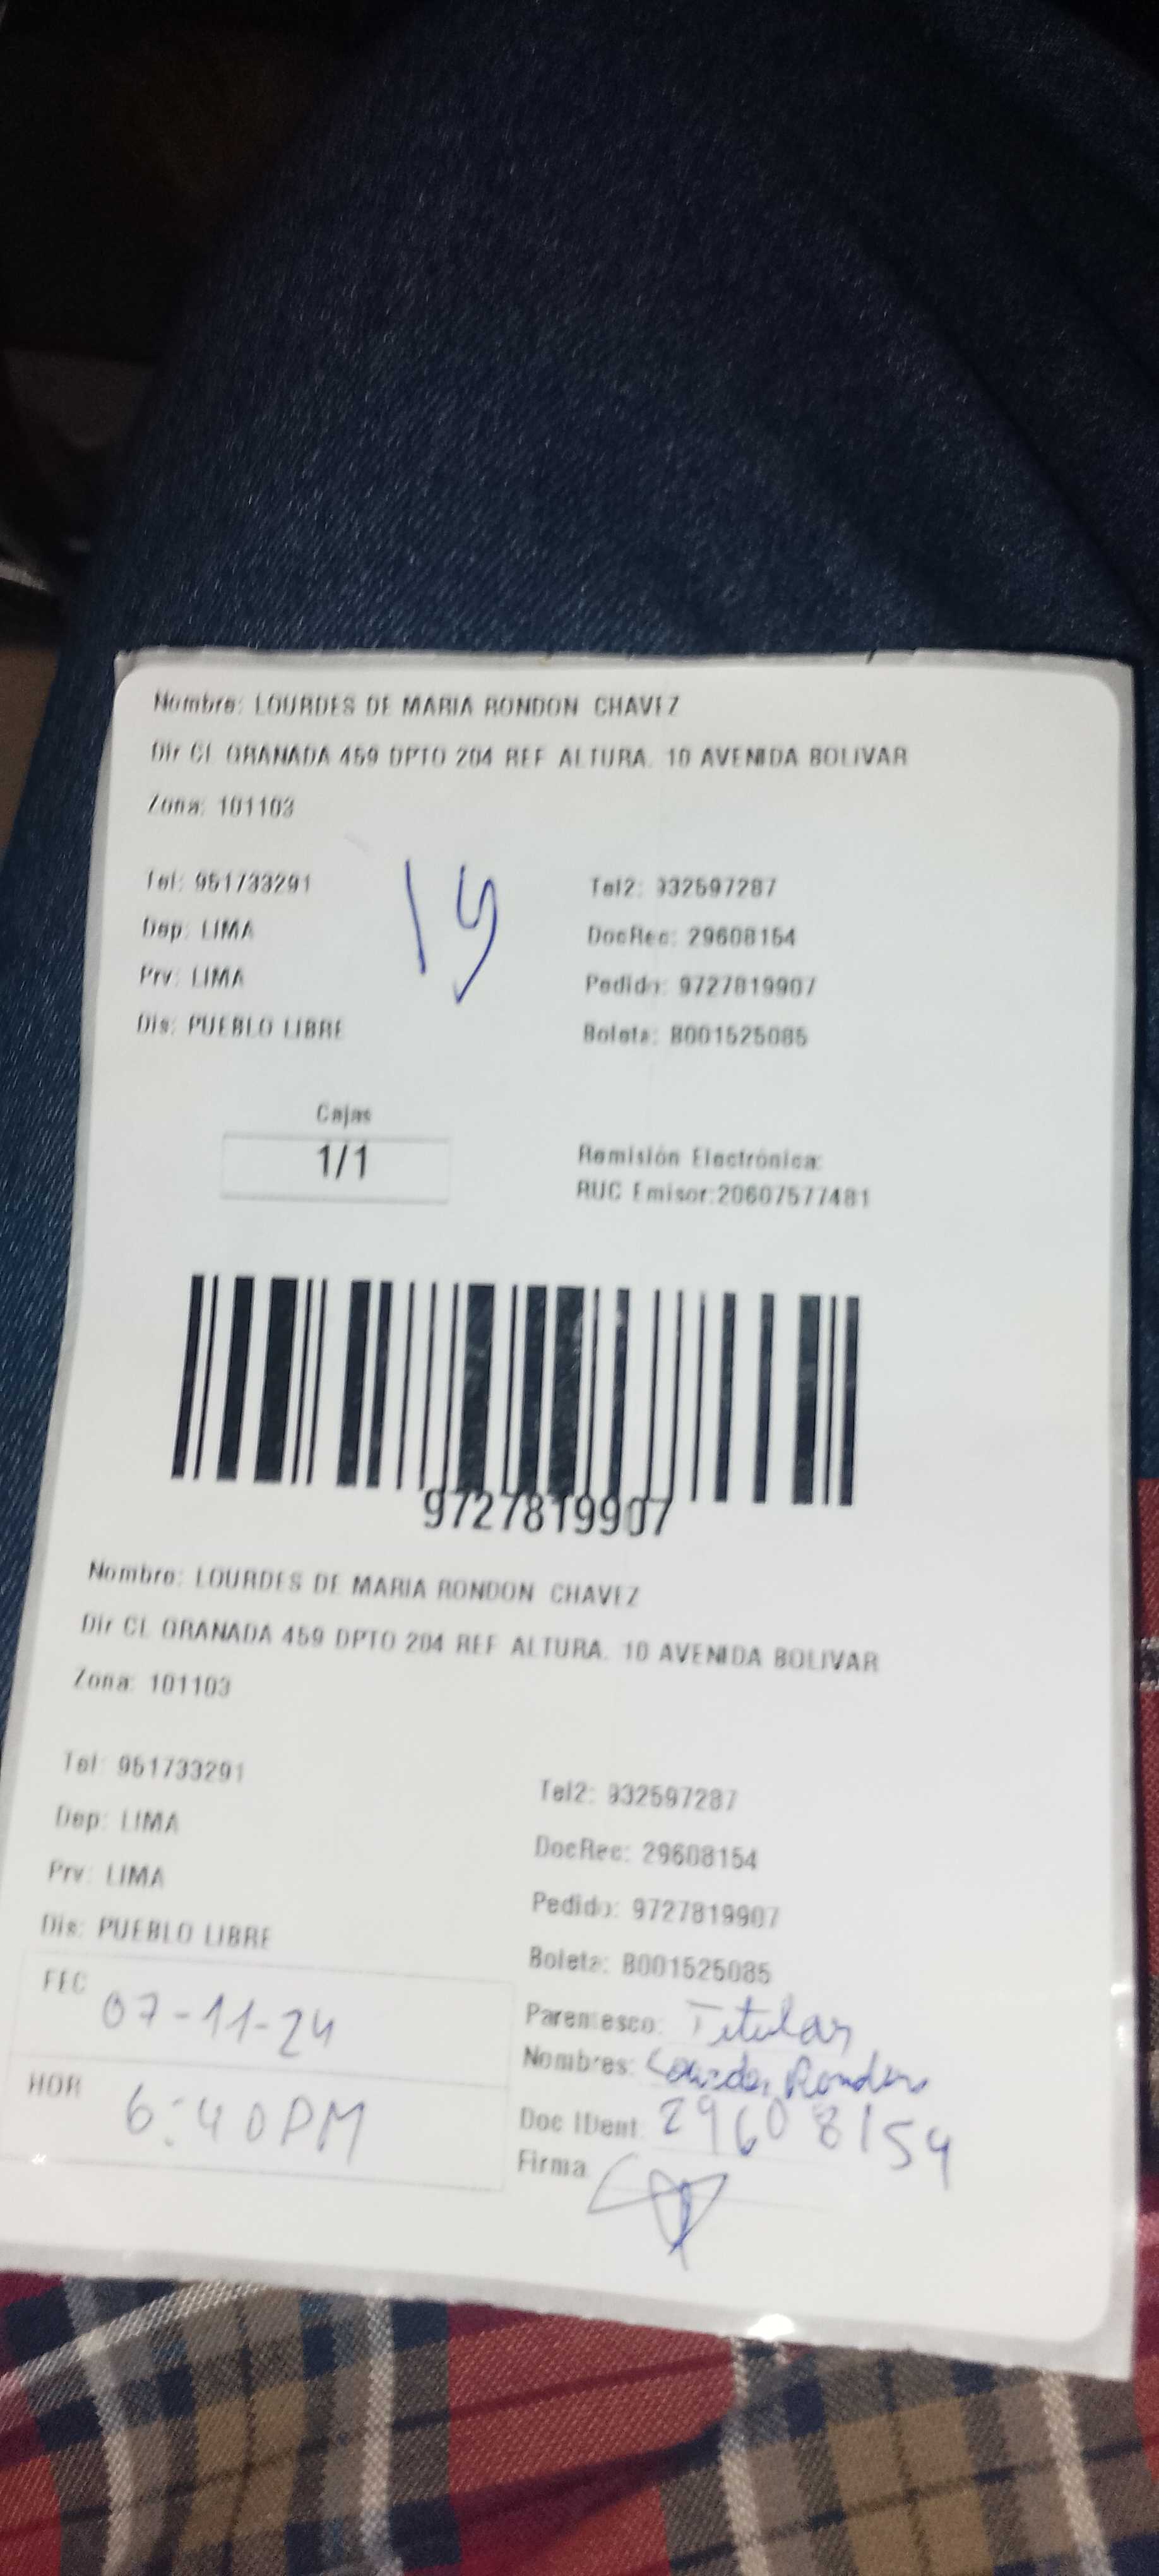 Nombre: LOURDES DE MARIA RONDON CHAVEZ
Dir CL GRANADA 459 DPTO 204 REF ALTURA. 10 AVENIDA BOLIVAR
Zona: 101103
19
Tel: 951733291 Tel2: 932597287
Dep: LIMA DocRec: 29608154
Prv: LIMA Pedido: 9727819907
Dis: PUEBLO LIBRE Boleta: B001525085
Cajas
1/1
Remisión Electrónica:
RUC Emisor:20607577481
9727819907
Nombre: LOURDES DE MARIA RONDON CHAVEZ
Dir CL GRANADA 459 DPTO 204 REF ALTURA. 10 AVENIDA BOLIVAR
Zona: 101103
Tel: 951733291 Tel2: 932597287
Dep: LIMA DocRec: 29608154
Prv: LIMA Pedido: 9727819907
Dis: PUEBLO LIBRE Boleta: B001525085
FEC 07-11-24 Parentesco: Titular
Nombres: Lourdes Rondon
HOR 6:40PM Doc IDent: 29608154
Firma